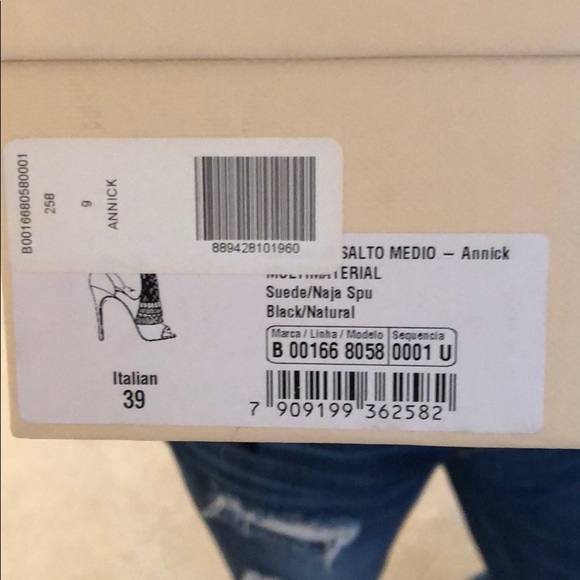 B0016680580001
258
9
ANNICK
889428101960
SALTO MEDIO – Annick
MULTIMATERIAL
Suede/Naja Spu
Black/Natural
Marca / Linha / Modelo Sequencia
B 00166 8058 0001 U
Italian
39
7 909199 362582